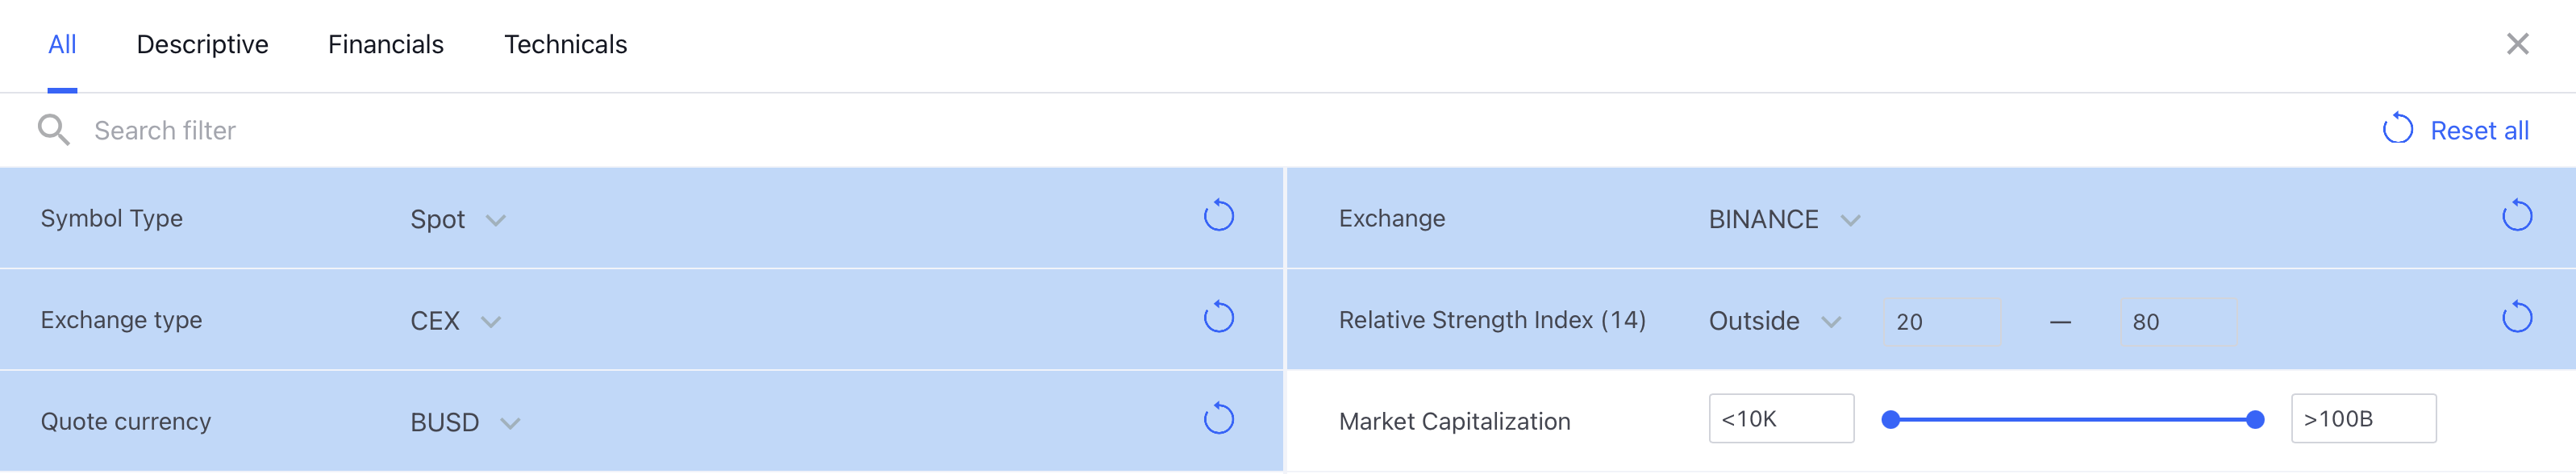 All Descriptive Financials Technicals
Search filter Reset all
Symbol Type Spot Exchange BINANCE
Exchange type CEX Relative Strength Index (14) Outside 20 — 80
Quote currency BUSD Market Capitalization <10K >100B